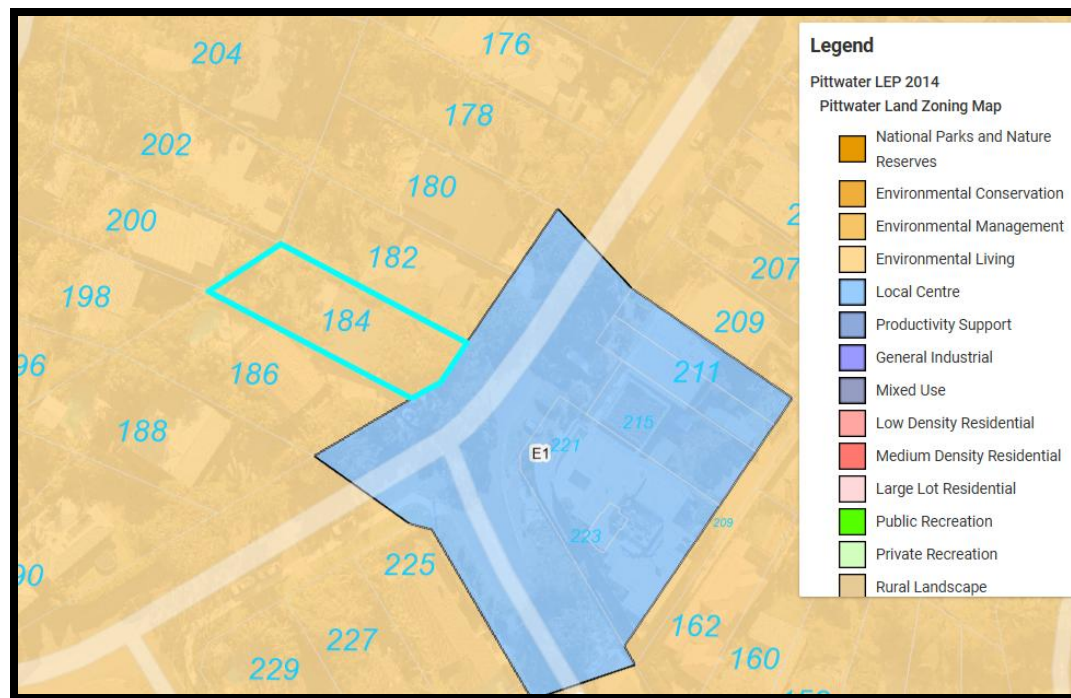 204
176
178
202
180
200
182
198
184
186
188
96
90
207
209
211
215
221
E1
223
209
225
227
229
162
160
Legend
Pittwater LEP 2014
Pittwater Land Zoning Map
National Parks and Nature
Reserves
Environmental Conservation
Environmental Management
Environmental Living
Local Centre
Productivity Support
General Industrial
Mixed Use
Low Density Residential
Medium Density Residential
Large Lot Residential
Public Recreation
Private Recreation
Rural Landscape